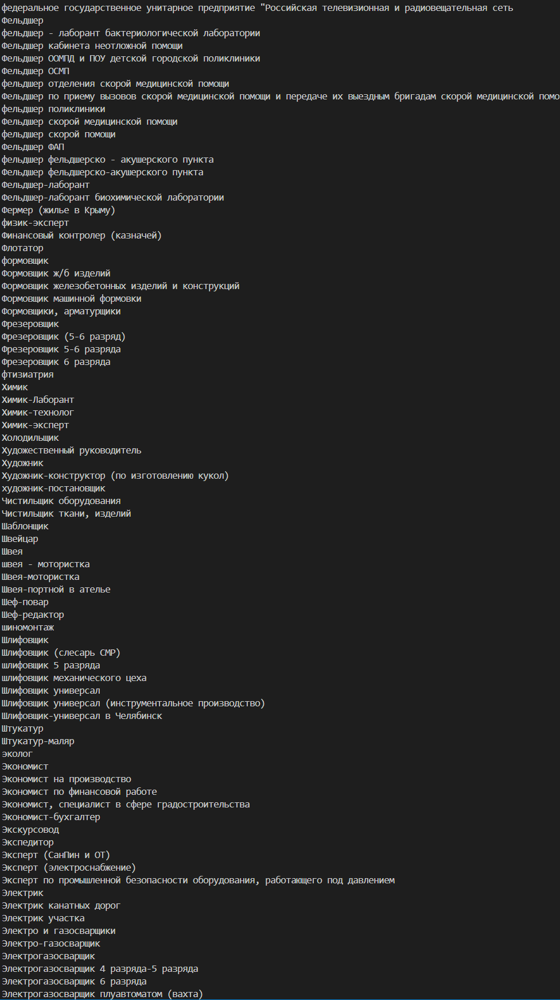 федеральное государственное унитарное предприятие "Российская телевизионная и радиовещательная сеть
Фельдшер
фельдшер - лаборант бактериологической лаборатории
Фельдшер кабинета неотложной помощи
Фельдшер ООМПД и ПОУ детской городской поликлиники
Фельдшер ОСМП
фельдшер отделения скорой медицинской помощи
Фельдшер по приему вызовов скорой медицинской помощи и передаче их выездным бригадам скорой медицинской помо
фельдшер поликлиники
Фельдшер скорой медицинской помощи
фельдшер скорой помощи
Фельдшер ФАП
фельдшер фельдшерско - акушерского пункта
Фельдшер фельдшерско-акушерского пункта
Фельдшер-лаборант
Фельдшер-лаборант биохимической лаборатории
Фермер (жилье в Крыму)
физик-эксперт
Финансовый контролер (казначей)
Флотатор
формовщик
Формовщик ж/б изделий
Формовщик железобетонных изделий и конструкций
Формовщик машинной формовки
Формовщики, арматурщики
Фрезеровщик
Фрезеровщик (5-6 разряд)
Фрезеровщик 5-6 разряда
Фрезеровщик 6 разряда
фтизиатрия
Химик
Химик-Лаборант
Химик-технолог
Химик-эксперт
Холодильщик
Художественный руководитель
Художник
Художник-конструктор (по изготовлению кукол)
художник-постановщик
Чистильщик оборудования
Чистильщик ткани, изделий
Шаблонщик
Швейцар
Швея
швея - мотористка
Швея-мотористка
Швея-портной в ателье
Шеф-повар
Шеф-редактор
шиномонтаж
Шлифовщик
Шлифовщик (слесарь СМР)
шлифовщик 5 разряда
шлифовщик механического цеха
Шлифовщик универсал
Шлифовщик универсал (инструментальное производство)
Шлифовщик-универсал в Челябинск
Штукатур
Штукатур-маляр
эколог
Экономист
Экономист на производство
Экономист по финансовой работе
Экономист, специалист в сфере градостроительства
Экономист-бухгалтер
Экскурсовод
Экспедитор
Эксперт (СанПин и ОТ)
Эксперт (электроснабжение)
Эксперт по промышленной безопасности оборудования, работающего под давлением
Электрик
Электрик канатных дорог
Электрик участка
Электро и газосварщики
Электро-газосварщик
Электрогазосварщик
Электрогазосварщик 4 разряда-5 разряда
Электрогазосварщик 6 разряда
Электрогазосварщик плуавтоматом (вахта)